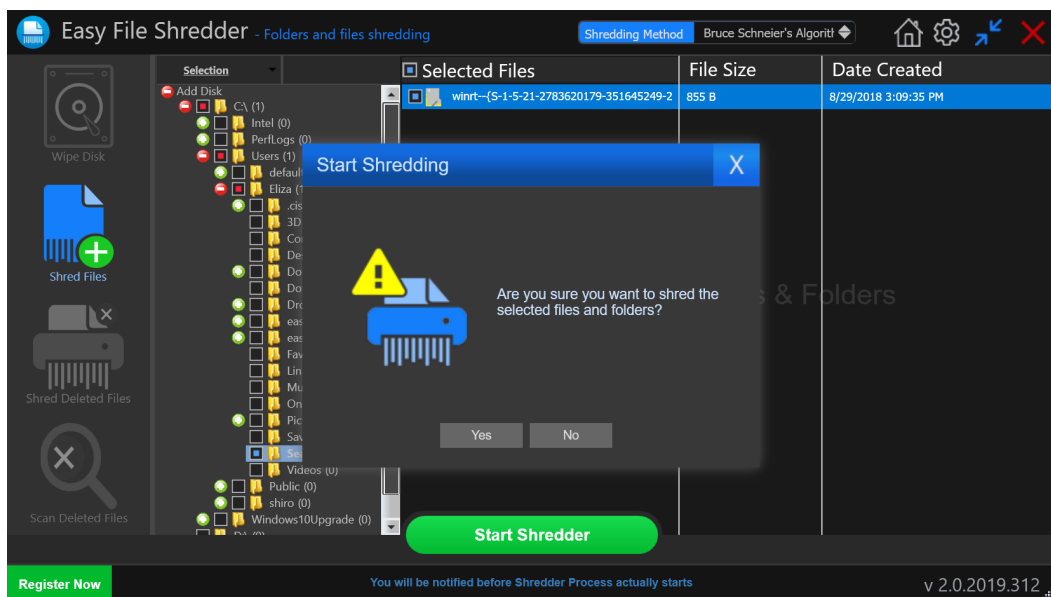 Easy File Shredder - Folders and files shredding
Shredding Method
Bruce Schneier's Algorith
Wipe Disk
Shred Files
Shred Deleted Files
Scan Deleted Files
Selection
Add Disk
C:\ (1)
Intel (0)
PerfLogs (0)
Users (1)
Eliza
Videos (0)
Public (0)
shiro (0)
Windows10Upgrade (0)
Selected Files
File Size
Date Created
winrt--{S-1-5-21-2783620179-351645249-2
855 B
8/29/2018 3:09:35 PM
Start Shredding
X
Are you sure you want to shred the
selected files and folders?
Yes
No
& Folders
Start Shredder
Register Now
You will be notified before Shredder Process actually starts
v 2.0.2019.312